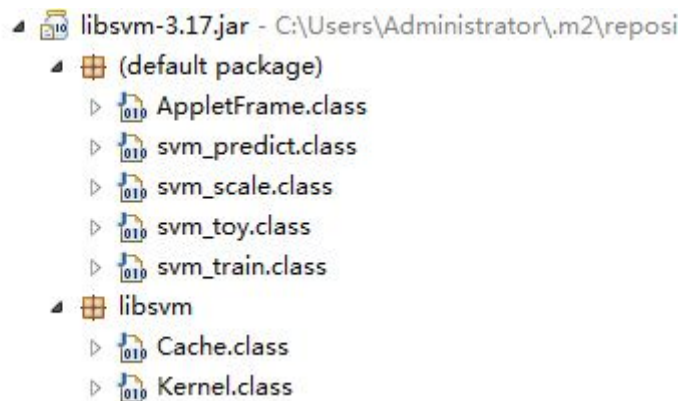 libsvm-3.17.jar - C:\Users\Administrator\.m2\reposi
(default package)
AppletFrame.class
svm_predict.class
svm_scale.class
svm_toy.class
svm_train.class
libsvm
Cache.class
Kernel.class